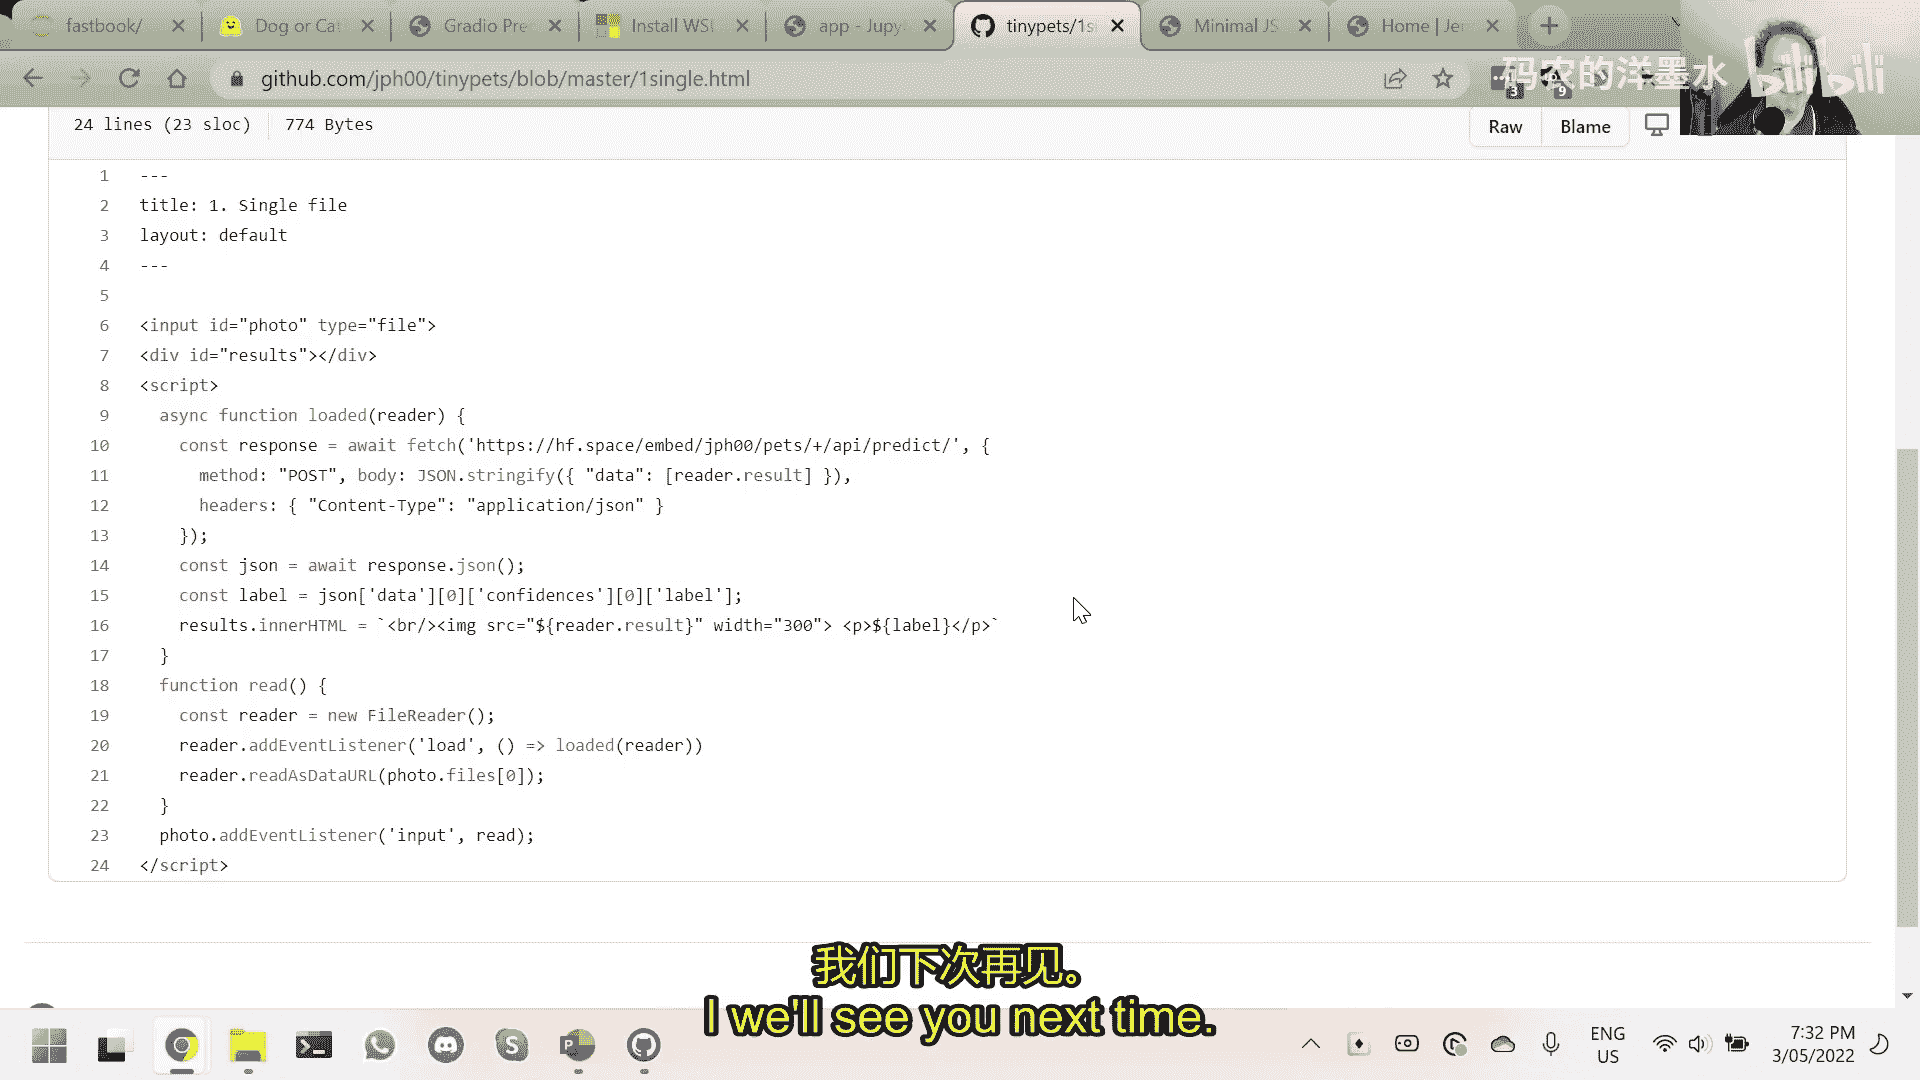 fastbook/
Dog or Cat
Gradio Pre
Install WSL
app - Jupy
tinypets/1si
Minimal JS
Home | Jer
github.com/jph00/tinypets/blob/master/1single.html
3
9
码农的洋墨水
bilibili
24 lines (23 sloc)
774 Bytes
Raw
Blame
1 ---
2 title: 1. Single file
3 layout: default
4 ---
5
6 <input id="photo" type="file">
7 <div id="results"></div>
8 <script>
9 async function loaded(reader) {
10 const response = await fetch('https://hf.space/embed/jph00/pets/+/api/predict/', {
11 method: "POST", body: JSON.stringify({ "data": [reader.result] }),
12 headers: { "Content-Type": "application/json" }
13 });
14 const json = await response.json();
15 const label = json['data'][0]['confidences'][0]['label'];
16 results.innerHTML = `<br/><img src="${reader.result}" width="300"> <p>${label}</p>`
17 }
18 function read() {
19 const reader = new FileReader();
20 reader.addEventListener('load', () => loaded(reader))
21 reader.readAsDataURL(photo.files[0]);
22 }
23 photo.addEventListener('input', read);
24 </script>
我们下次再见。
I we'll see you next time.
ENG
US
7:32 PM
3/05/2022